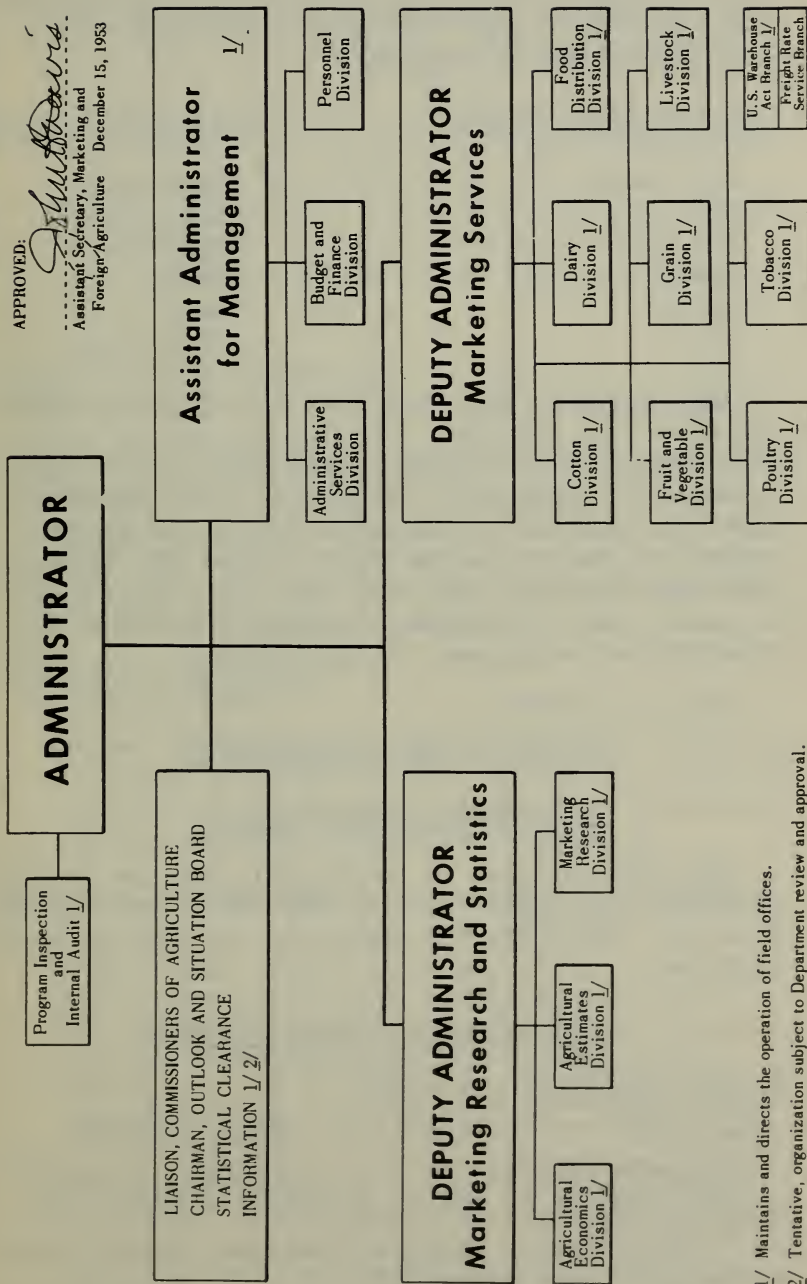 APPROVED:
John H Davis
Assistant Secretary, Marketing and
Foreign Agriculture December 15, 1953
ADMINISTRATOR
Program Inspection
and
Internal Audit 1/
LIAISON, COMMISSIONERS OF AGRICULTURE
CHAIRMAN, OUTLOOK AND SITUATION BOARD
STATISTICAL CLEARANCE
INFORMATION 1/ 2/
Assistant Administrator
for Management
1/.
Administrative
Services
Division
Budget and
Finance
Division
Personnel
Division
DEPUTY ADMINISTRATOR
Marketing Research and Statistics
Agricultural
Economics
Division 1/
Agricultural
Estimates
Division 1/
Marketing
Research
Division 1/
DEPUTY ADMINISTRATOR
Marketing Services
Cotton
Division 1/
Dairy
Division 1/
Food
Distribution
Division 1/
Fruit and
Vegetable
Division 1/
Grain
Division 1/
Livestock
Division 1/
Poultry
Division 1/
Tobacco
Division 1/
U. S. Warehouse
Act Branch 1/
Freight Rate
Service Branch
1/ Maintains and directs the operation of field offices.
2/ Tentative, organization subject to Department review and approval.